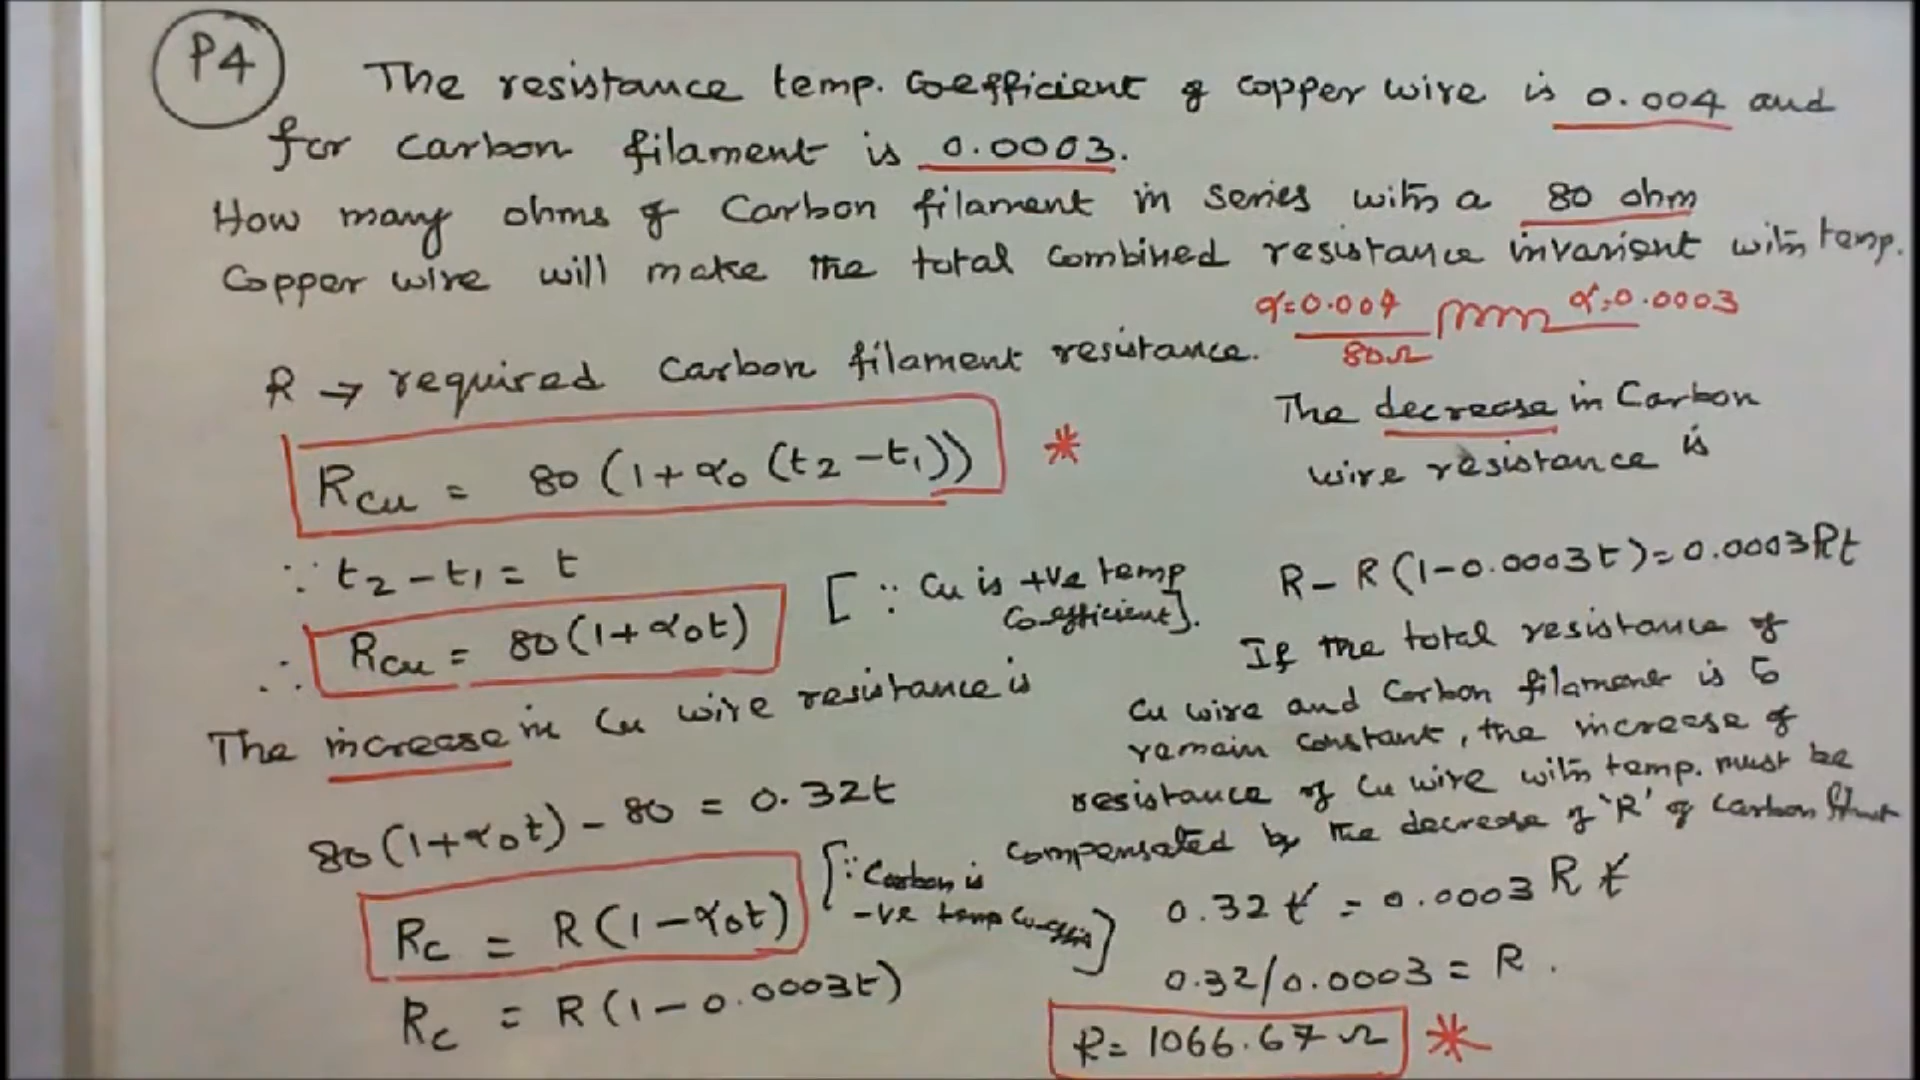 P4
The resistance temp. Coefficient of copper wire is 0.004 and
for carbon filament is 0.0003.
How many ohms of Carbon filament in series with a 80 ohm
Copper wire will make the total combined resistance invarient with temp.
α=0.004 α=0.0003
80Ω
R → required Carbon filament resistance.
RCu = 80 (1+α0 (t2-t1)) *
∵ t2-t1 = t
∴ RCu = 80(1+α0t) [∵ Cu is +ve temp
Co-efficient].
The increase in Cu wire resistance is
80(1+α0t) - 80 = 0.32t
RC = R(1-α0t) [∵ Carbon is
-ve temp ]
RC = R(1-0.0003t)
The decrease in Carbon
wire resistance is
R - R(1-0.0003t) = 0.0003Rt
If the total resistance of
Cu wire and Carbon filament is to
remain constant, the increase of
resistance of Cu wire with temp. must be
compensated by the decrease of 'R' of Carbon
0.32 t = 0.0003 R t
0.32/0.0003 = R.
R = 1066.67 Ω *